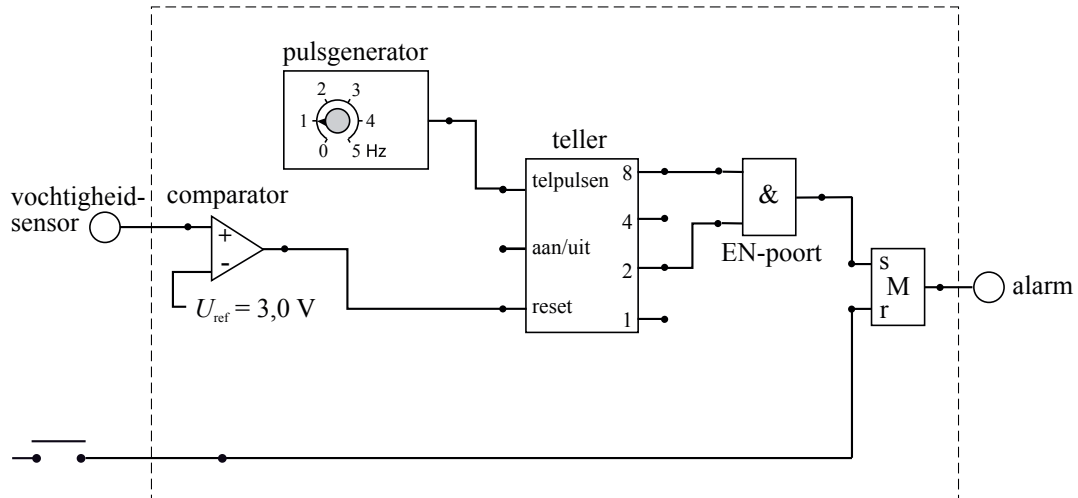 pulsgenerator
2 3
1 4
0 5 Hz
teller
telpulsen 8
4
aan/uit
2
reset
1
&
EN-poort
vochtigheid-
sensor
comparator
+
-
U ref = 3,0 V
s
M
r
alarm